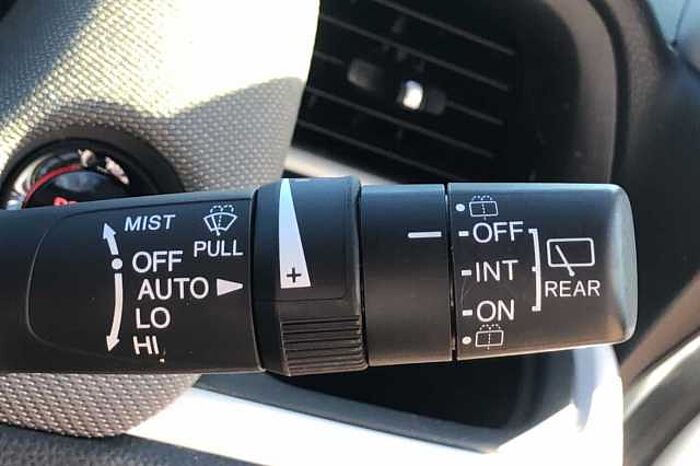 MIST
PULL
OFF
AUTO
LO
HI
+
OFF
INT
ON
REAR